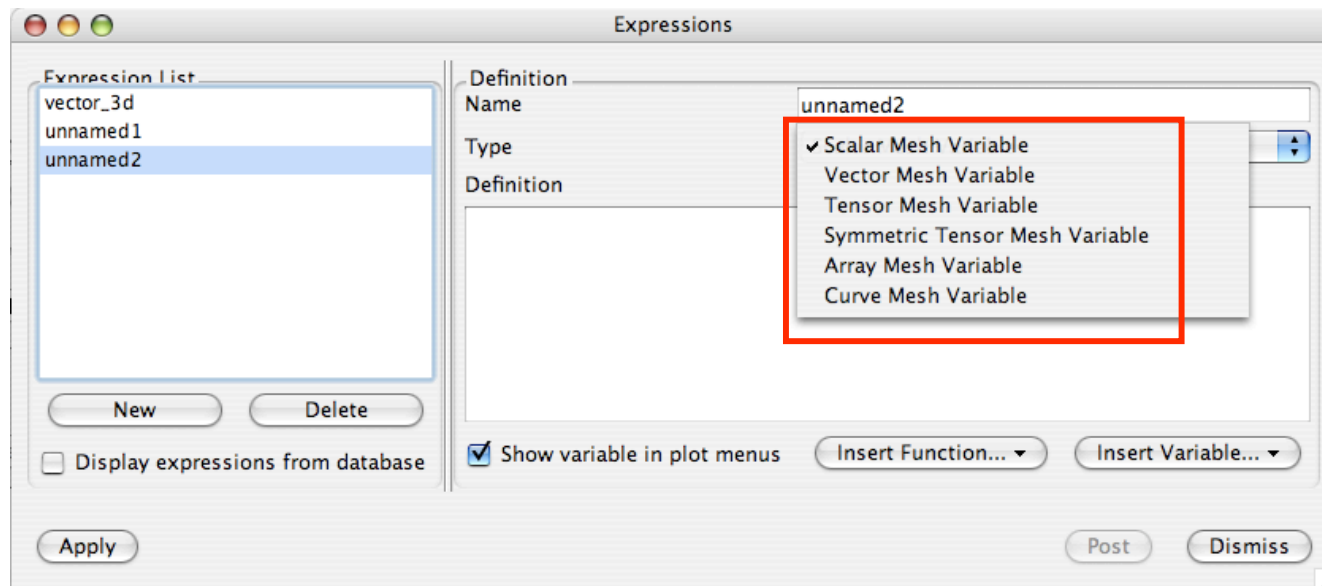 Expressions
Expression List
vector_3d
unnamed1
unnamed2
New
Delete
Display expressions from database
Definition
Name
unnamed2
Type
Scalar Mesh Variable
Vector Mesh Variable
Tensor Mesh Variable
Symmetric Tensor Mesh Variable
Array Mesh Variable
Curve Mesh Variable
Definition
Show variable in plot menus
Insert Function...
Insert Variable...
Apply
Post
Dismiss